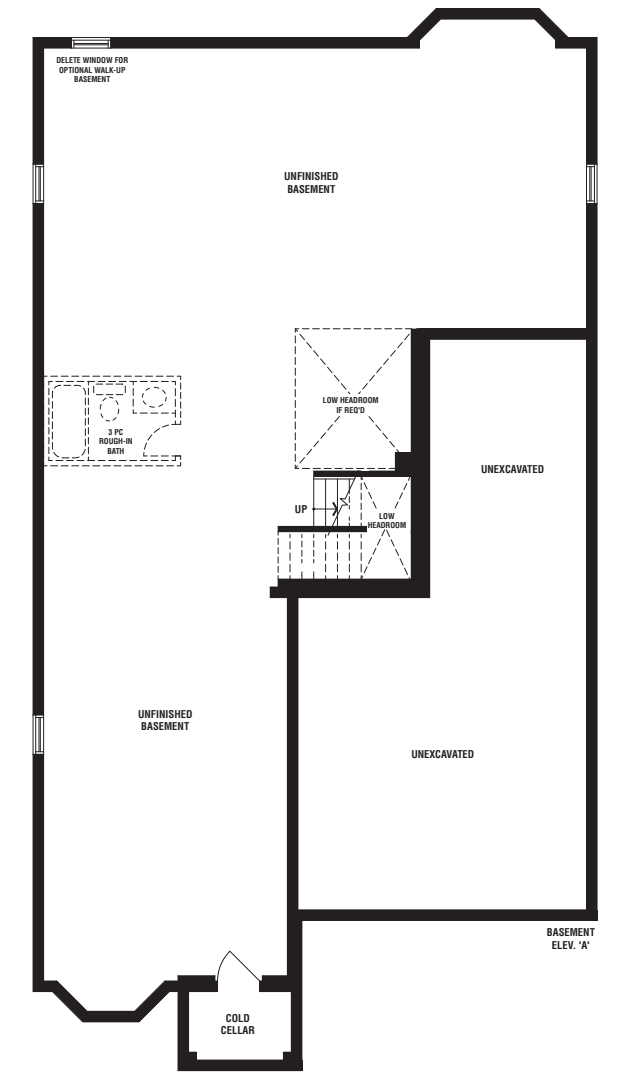 DELETE WINDOW FOR
OPTIONAL WALK-UP
BASEMENT
UNFINISHED
BASEMENT
LOW HEADROOM
IF REQ'D
3 PC
ROUGH-IN
BATH
UNEXCAVATED
UP
LOW
HEADROOM
UNFINISHED
BASEMENT
UNEXCAVATED
BASEMENT
ELEV. 'A'
COLD
CELLAR